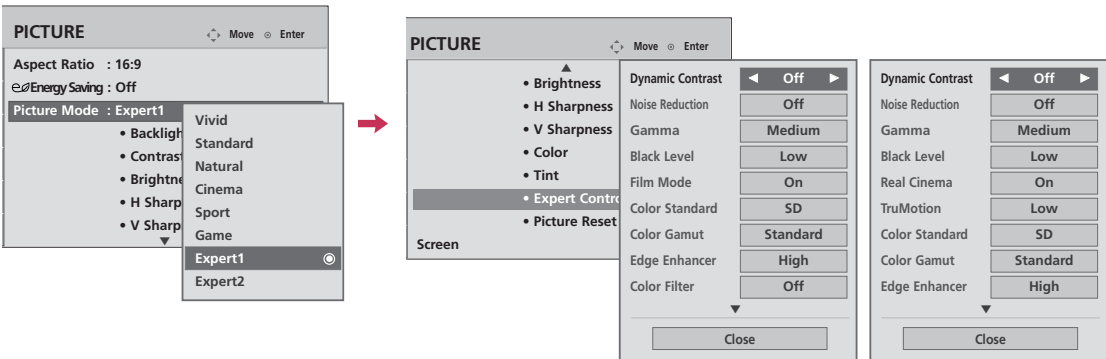 PICTURE
Move Enter
Aspect Ratio : 16:9
Energy Saving : Off
Picture Mode : Expert1
• Backligh
• Contrast
• Brightne
• H Sharp
• V Sharp
Vivid
Standard
Natural
Cinema
Sport
Game
Expert1
Expert2
PICTURE
Move Enter
• Brightness
• H Sharpness
• V Sharpness
• Color
• Tint
• Expert Contro
• Picture Reset
Screen
Dynamic Contrast Off
Noise Reduction Off
Gamma Medium
Black Level Low
Film Mode On
Color Standard SD
Color Gamut Standard
Edge Enhancer High
Color Filter Off
Close
Dynamic Contrast Off
Noise Reduction Off
Gamma Medium
Black Level Low
Real Cinema On
TruMotion Low
Color Standard SD
Color Gamut Standard
Edge Enhancer High
Close